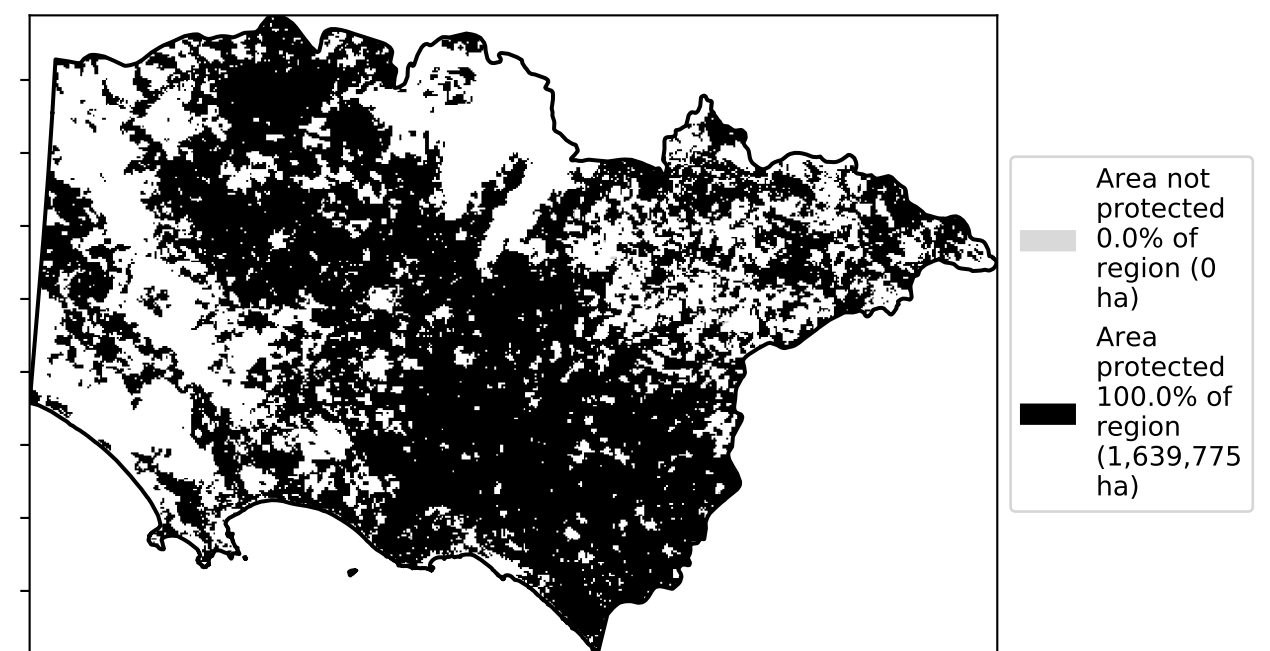 Area not
protected
0.0% of
region (0
ha)
Area
protected
100.0% of
region
(1,639,775
ha)